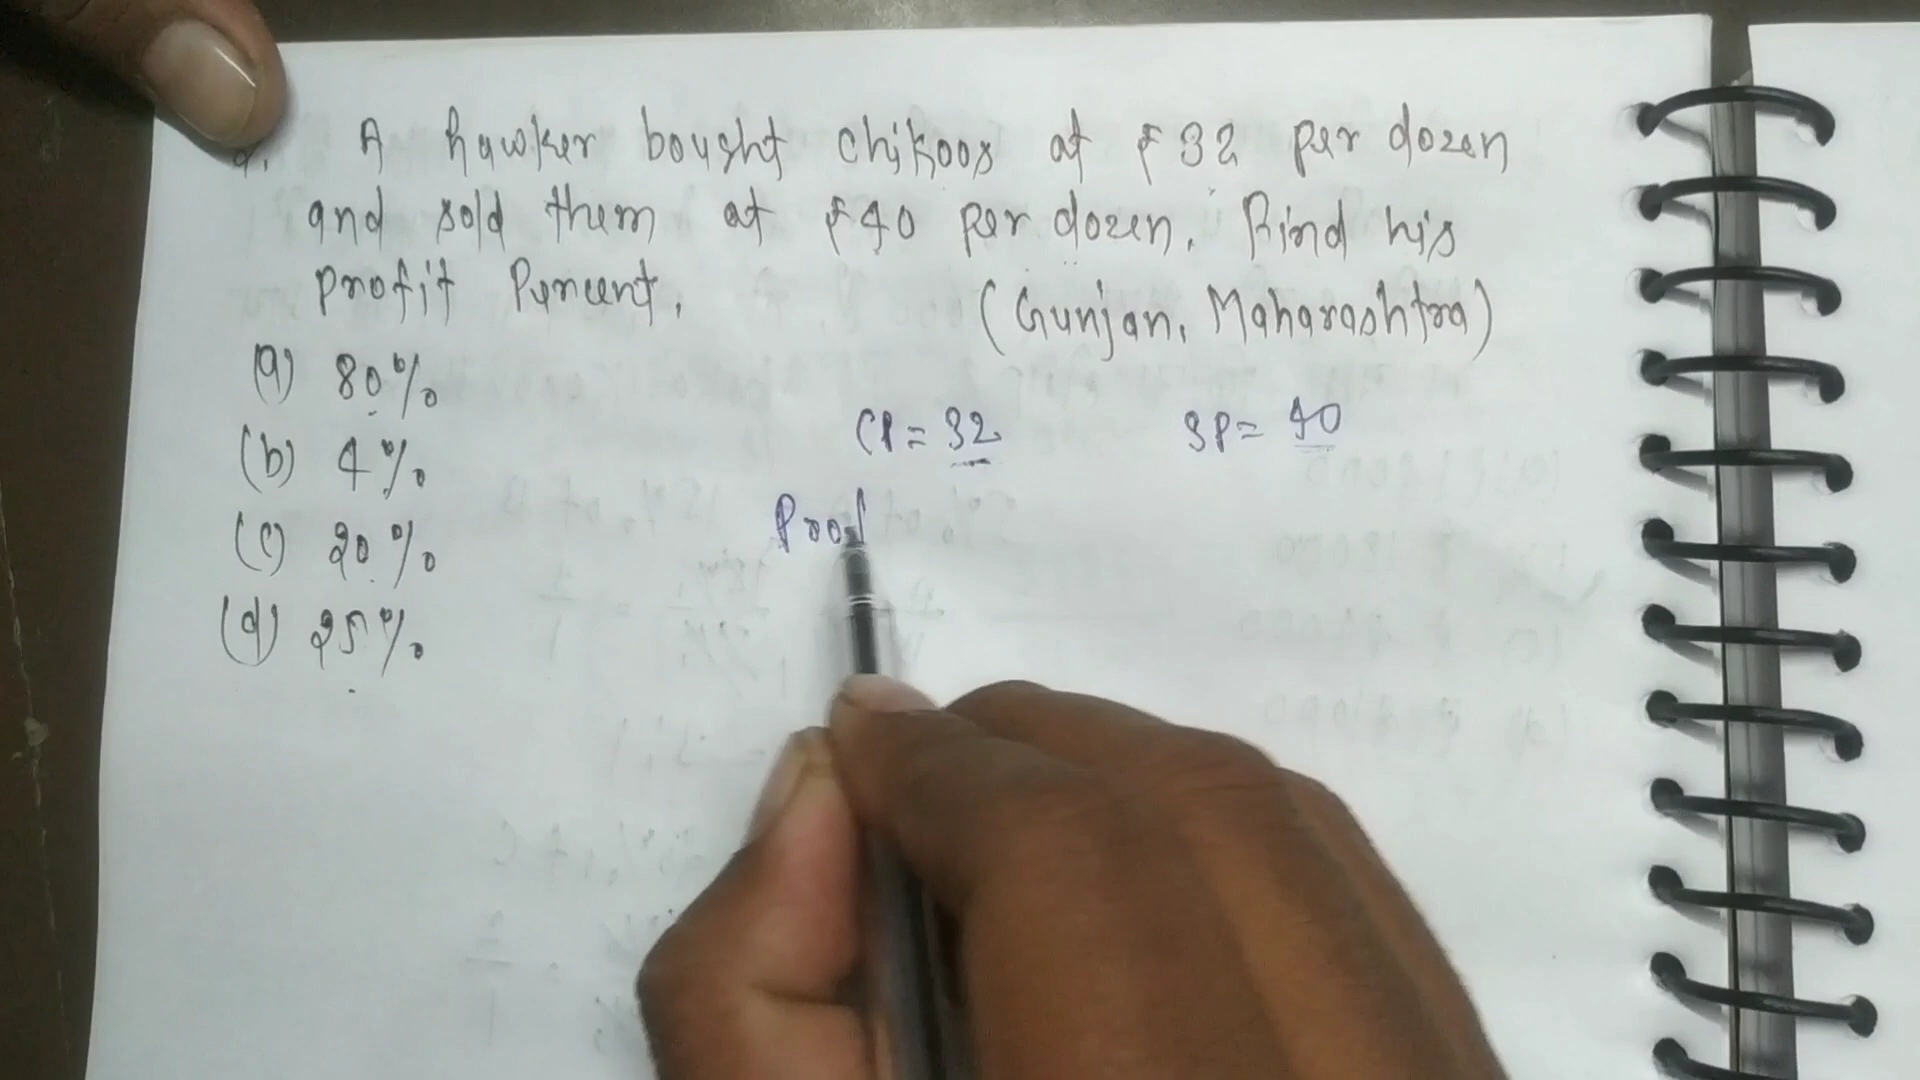 Q. A hawker bought chikoos at ₹32 per dozen
and sold them at ₹40 per dozen. Find his
profit Percent.
(Gunjan, Maharashtra)
(a) 80%
(b) 4%
(c) 20%
(d) 25%
CP = 32 SP = 40
Prof